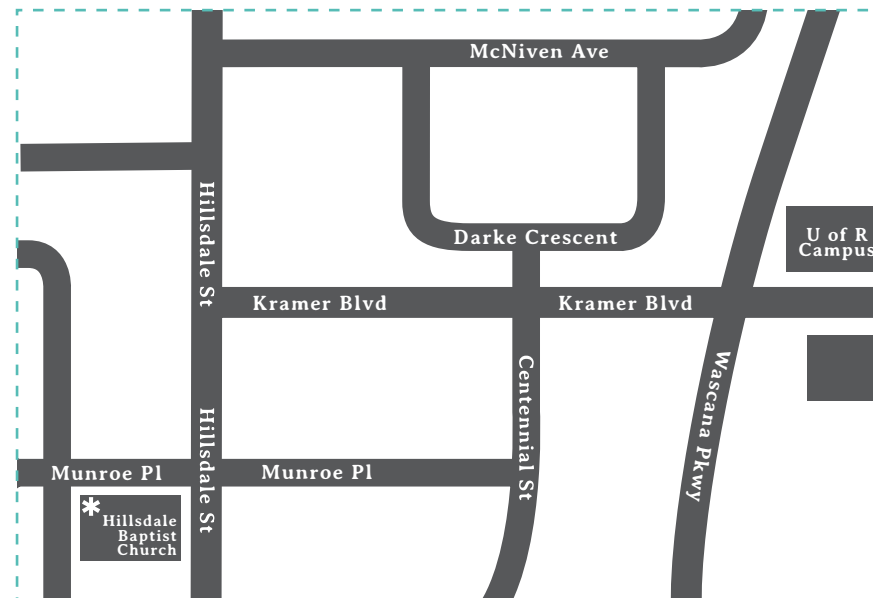 McNiven Ave
Hillsdale St
U of R
Campus
Darke Crescent
Kramer Blvd
Kramer Blvd
Centennial St
Wascana Pkwy
Hillsdale St
Munroe Pl
Munroe Pl
*Hillsdale
Baptist
Church